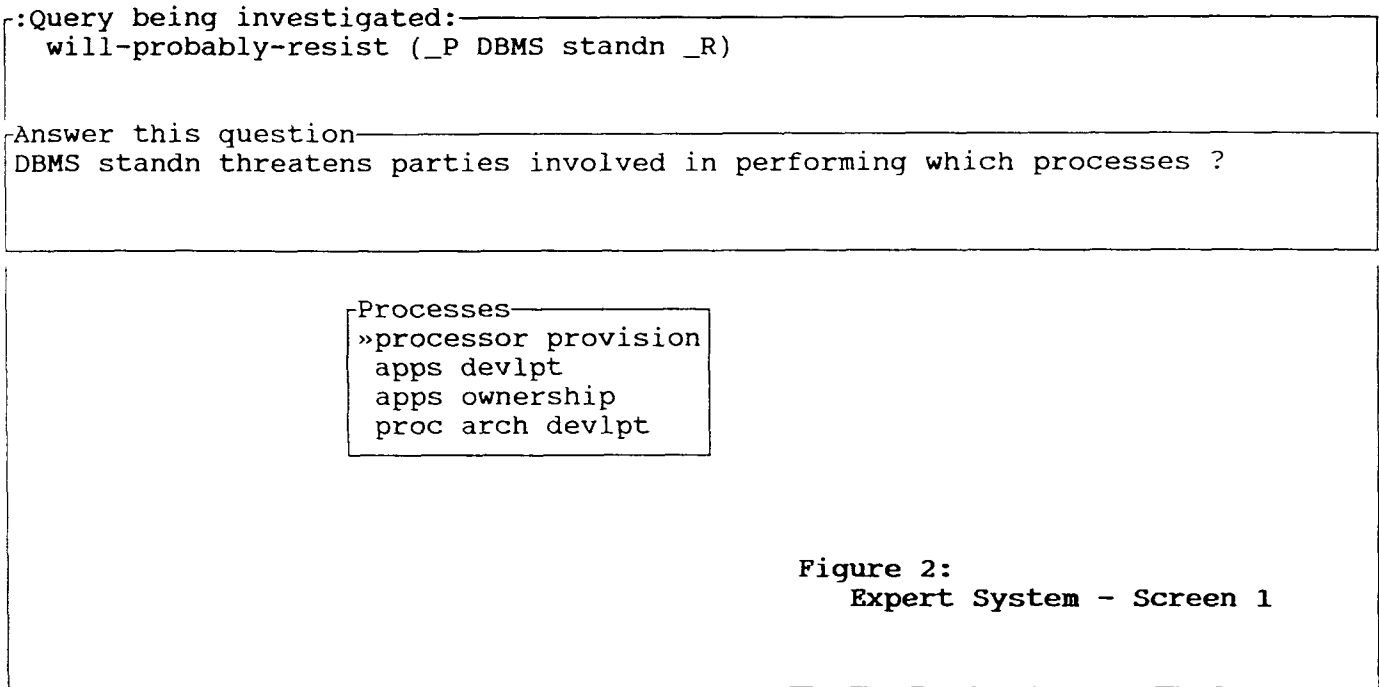 :Query being investigated:
will-probably-resist (_P DBMS standn _R)
Answer this question
DBMS standn threatens parties involved in performing which processes ?
Processes
»processor provision
apps devlpt
apps ownership
proc arch devlpt
Figure 2:
Expert System - Screen 1